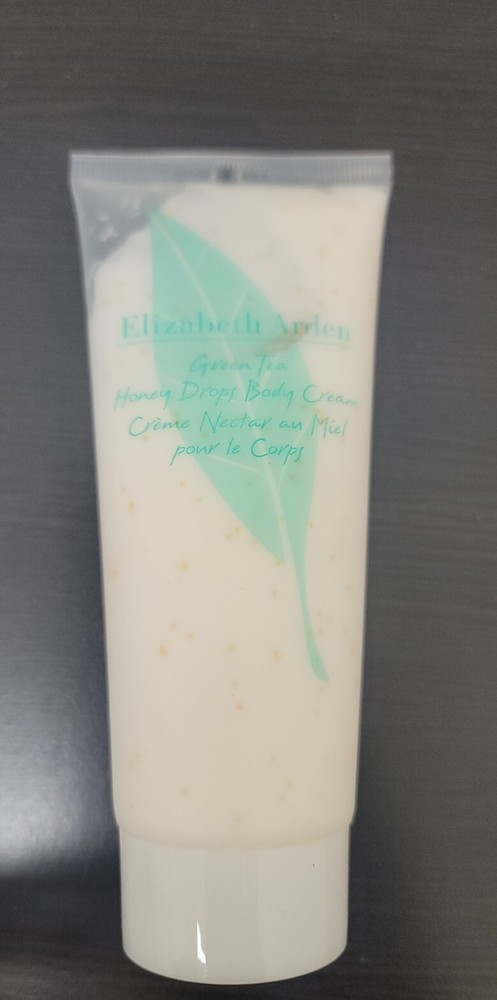 Elizabeth Arden
Green Tea
Honey Drops Body Cream
Crème Nectar au Miel
pour le Corps